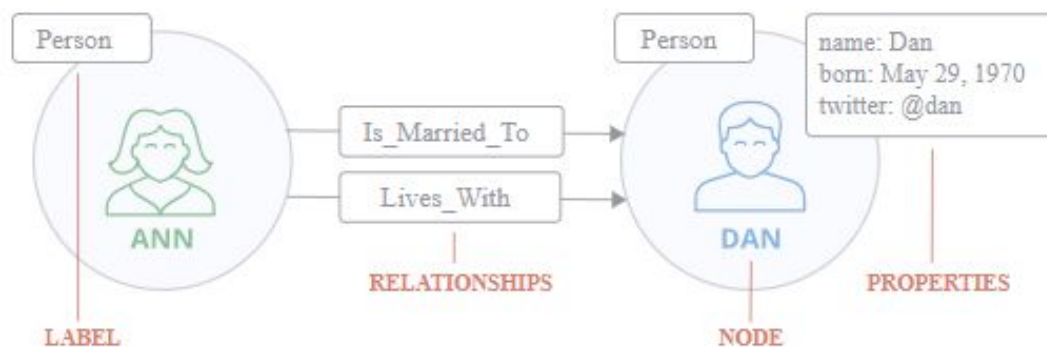 Person
Person
name: Dan
born: May 29, 1970
twitter: @dan
Is_Married_To
Lives_With
ANN
DAN
RELATIONSHIPS
PROPERTIES
LABEL
NODE